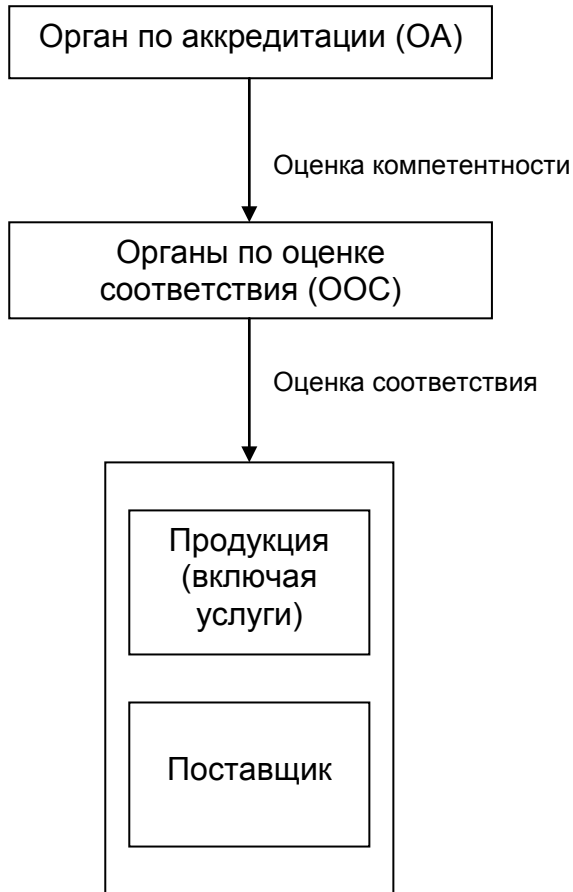 Орган по аккредитации (ОА)
Оценка компетентности
Органы по оценке
соответствия (ООС)
Оценка соответствия
Продукция
(включая
услуги)
Поставщик